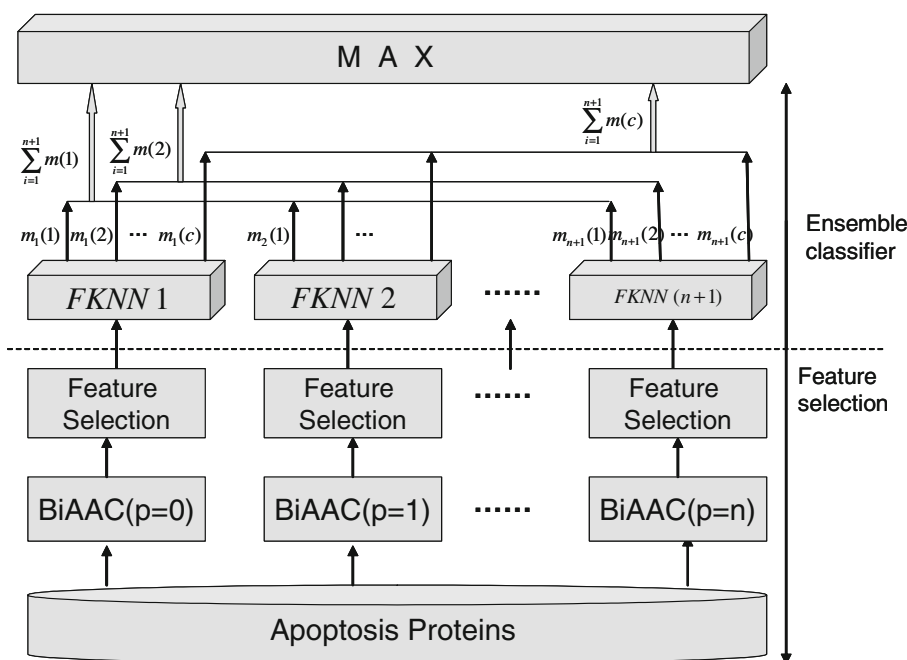 M A X
n+1
∑ m(1)
i=1
n+1
∑ m(2)
i=1
n+1
∑ m(c)
i=1
m₁(1) m₁(2) ··· m₁(c) m₂(1) ··· mₙ₊₁(1) mₙ₊₁(2) ··· mₙ₊₁(c)
Ensemble
classifier
FKNN 1 FKNN 2 ······ FKNN (n+1)
Feature
selection
Feature
Selection
Feature
Selection
······
Feature
Selection
BiAAC(p=0) BiAAC(p=1) ······ BiAAC(p=n)
Apoptosis Proteins